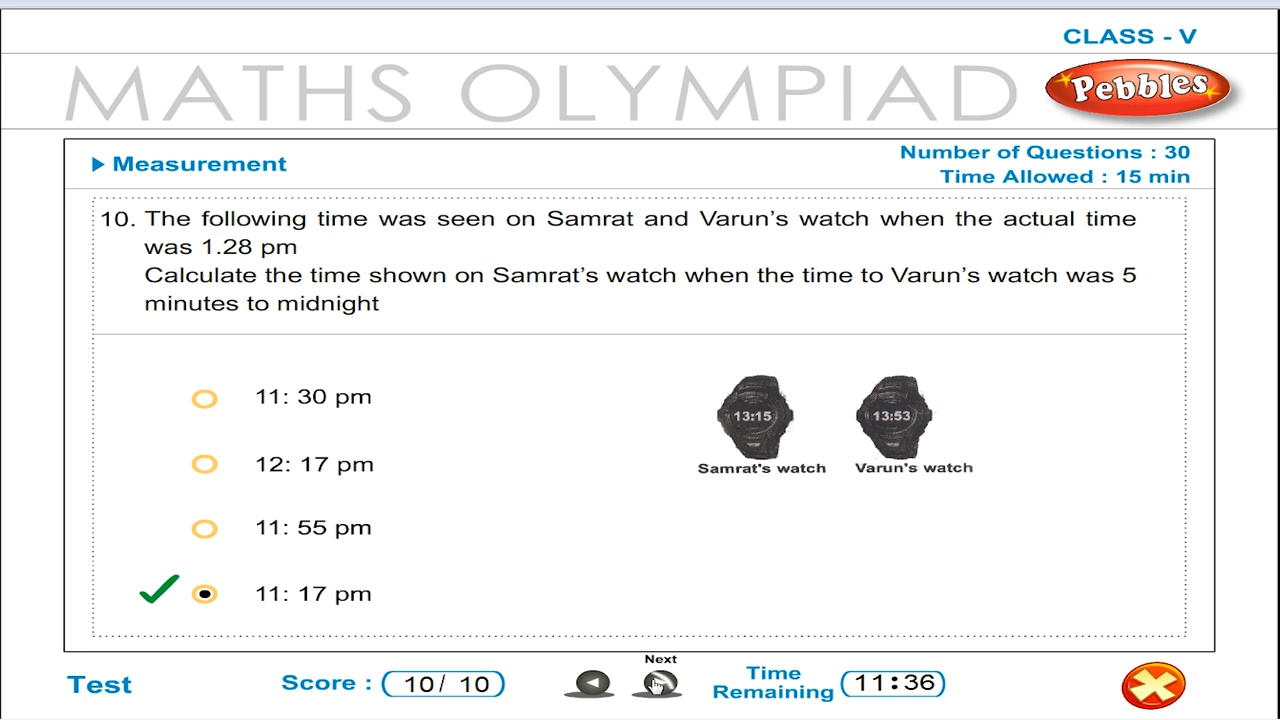 CLASS - V
MATHS OLYMPIAD
Pebbles
Measurement
Number of Questions : 30
Time Allowed : 15 min
10. The following time was seen on Samrat and Varun's watch when the actual time
was 1.28 pm
Calculate the time shown on Samrat's watch when the time to Varun's watch was 5
minutes to midnight
11: 30 pm
12: 17 pm
11: 55 pm
11: 17 pm
13:15
13:53
Samrat's watch
Varun's watch
Test
Score : 10/ 10
Next
Time
Remaining
11:36